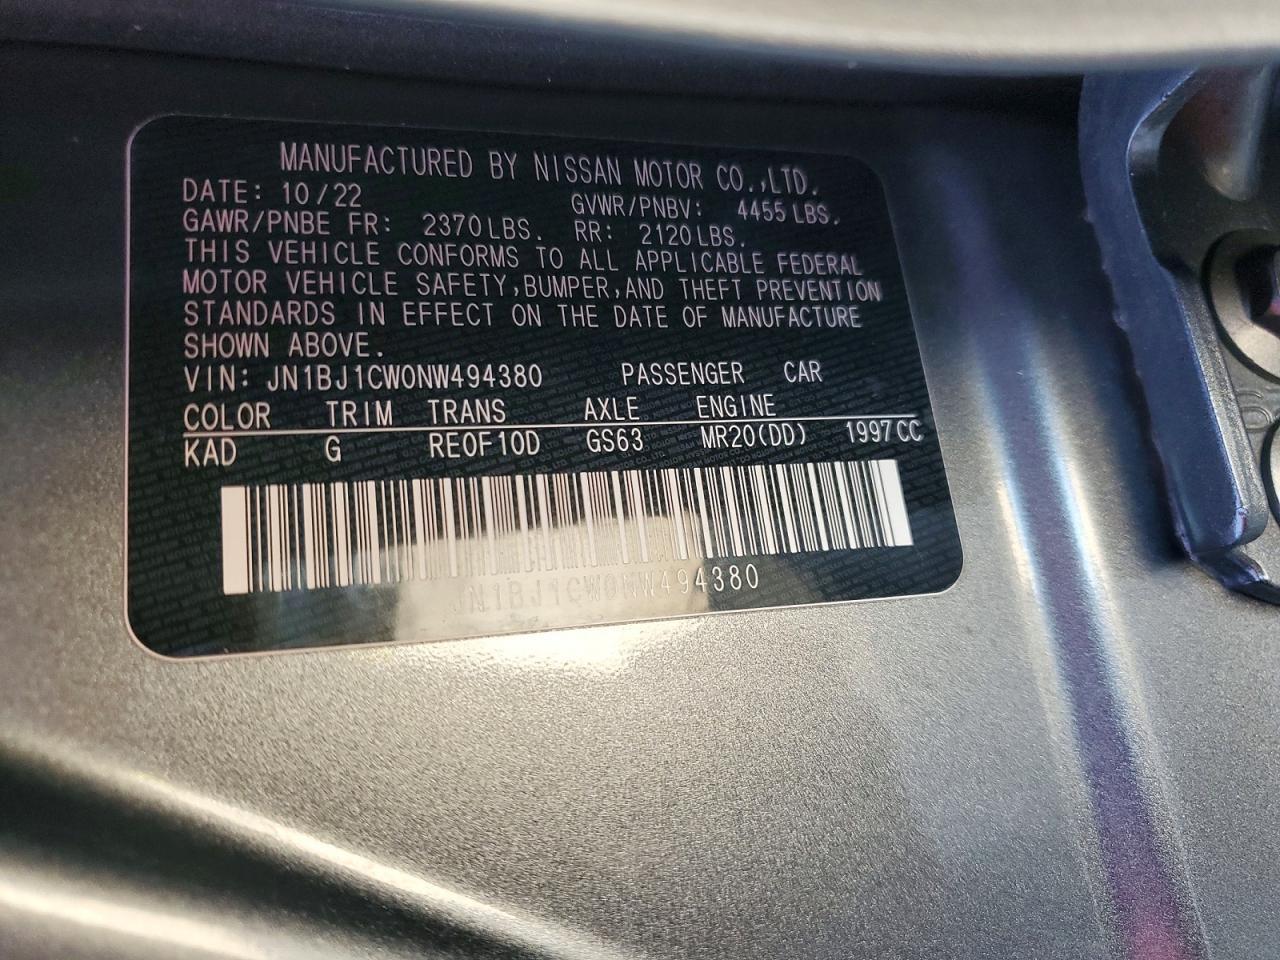 MANUFACTURED BY NISSAN MOTOR CO.,LTD.
DATE: 10/22 GVWR/PNBV: 4455 LBS.
GAWR/PNBE FR: 2370 LBS. RR: 2120 LBS.
THIS VEHICLE CONFORMS TO ALL APPLICABLE FEDERAL
MOTOR VEHICLE SAFETY,BUMPER,AND THEFT PREVENTION
STANDARDS IN EFFECT ON THE DATE OF MANUFACTURE
SHOWN ABOVE.
VIN: JN1BJ1CW0NW494380 PASSENGER CAR
COLOR TRIM TRANS AXLE ENGINE
KAD G RE0F10D GS63 MR20(DD) 1997CC
JN1BJ1CW0NW494380